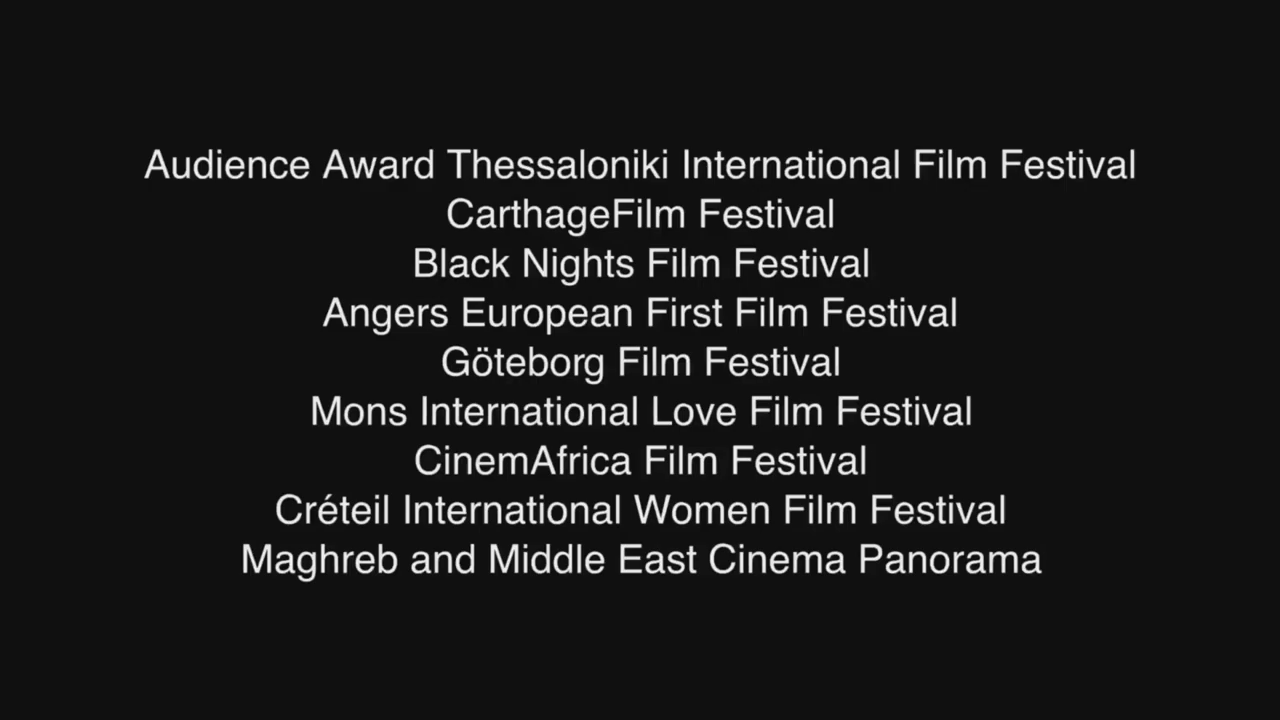 Audience Award Thessaloniki International Film Festival
CarthageFilm Festival
Black Nights Film Festival
Angers European First Film Festival
Göteborg Film Festival
Mons International Love Film Festival
CinemAfrica Film Festival
Créteil International Women Film Festival
Maghreb and Middle East Cinema Panorama